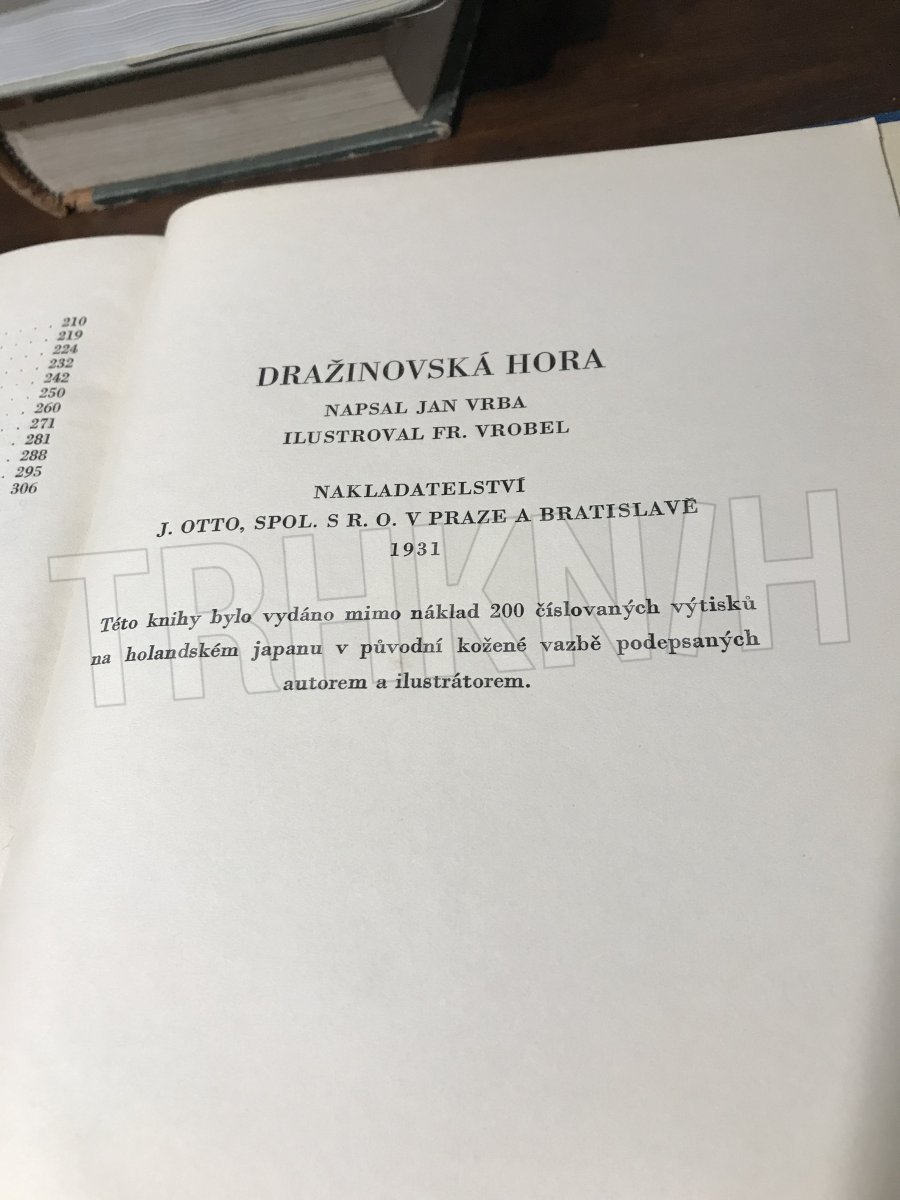 . . . . . 210
. . . . . 219
. . . . 224
. . . . 232
. . . . 242
. . . 250
. . . 260
. . 271
. 281
. 288
. 295
306
DRAŽINOVSKÁ HORA
NAPSAL JAN VRBA
ILUSTROVAL FR. VROBEL
NAKLADATELSTVÍ
J. OTTO, SPOL. S R. O. V PRAZE A BRATISLAVĚ
1931
Této knihy bylo vydáno mimo náklad 200 číslovaných výtisků
na holandském japanu v původní kožené vazbě podepsaných
autorem a ilustrátorem.
TRHKN/H